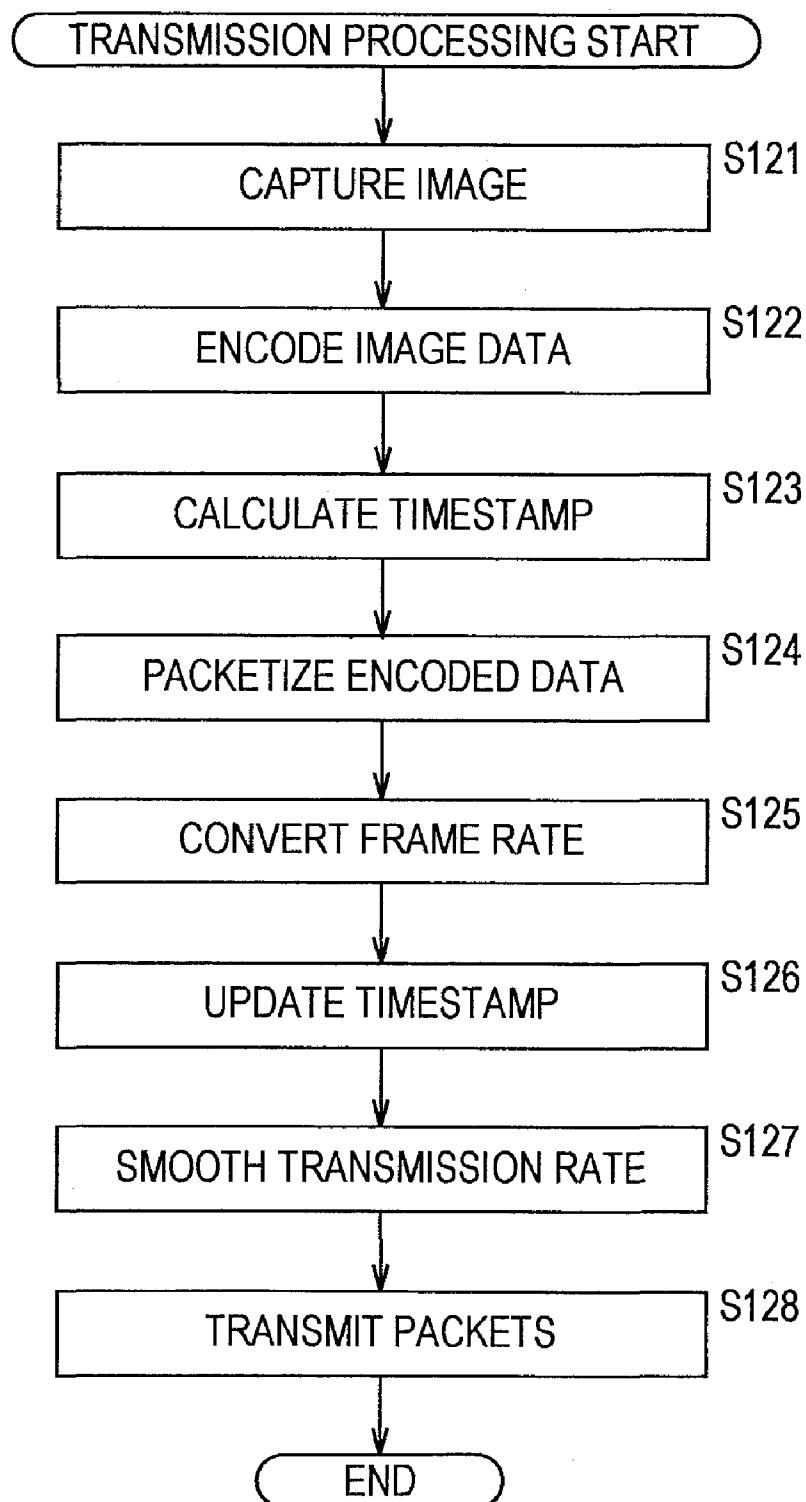 TRANSMISSION PROCESSING START
S121
CAPTURE IMAGE
S122
ENCODE IMAGE DATA
S123
CALCULATE TIMESTAMP
S124
PACKETIZE ENCODED DATA
S125
CONVERT FRAME RATE
S126
UPDATE TIMESTAMP
S127
SMOOTH TRANSMISSION RATE
S128
TRANSMIT PACKETS
END